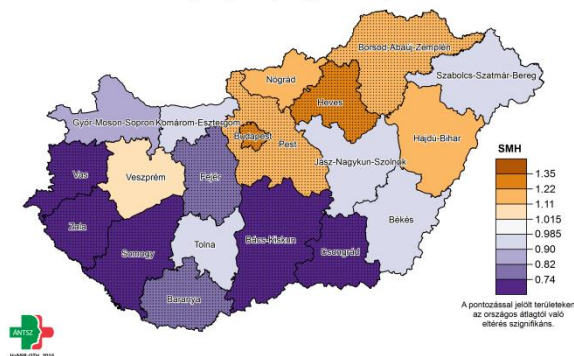 Borsod-Abaúj-Zemplén
Nógrád
Szabolcs-Szatmár-Bereg
Heves
Győr-Moson-Sopron
Komárom-Esztergom
Budapest
Hajdú-Bihar
Pest
Jász-Nagykun-Szolnok
Vas
Veszprém
Fejér
Békés
Zala
Tolna
Bács-Kiskun
Somogy
Csongrád
Baranya
SMH
1.35
1.22
1.11
1.015
0.985
0.90
0.82
0.74
A pontozással jelölt területeken
az országos átlagtól való
eltérés szignifikáns.
ÁNTSZ